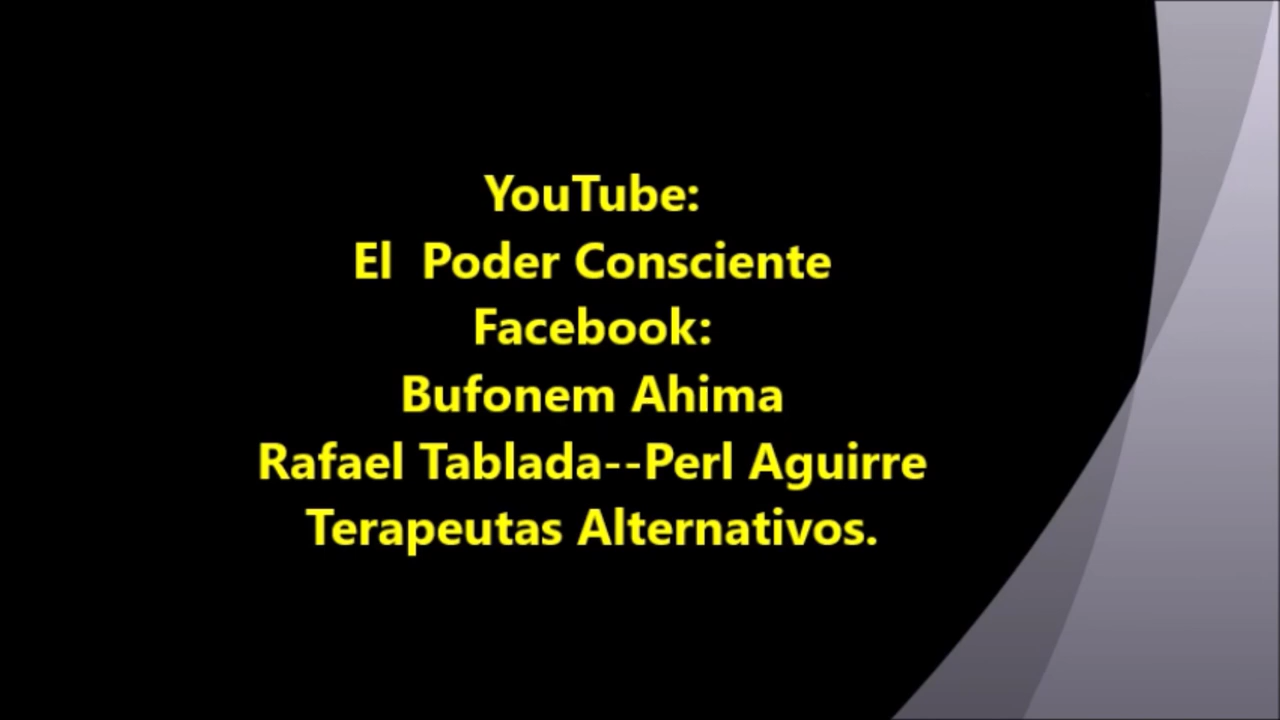 YouTube:
El  Poder Consciente
Facebook:
Bufonem Ahima
Rafael Tablada--Perl Aguirre
Terapeutas Alternativos.